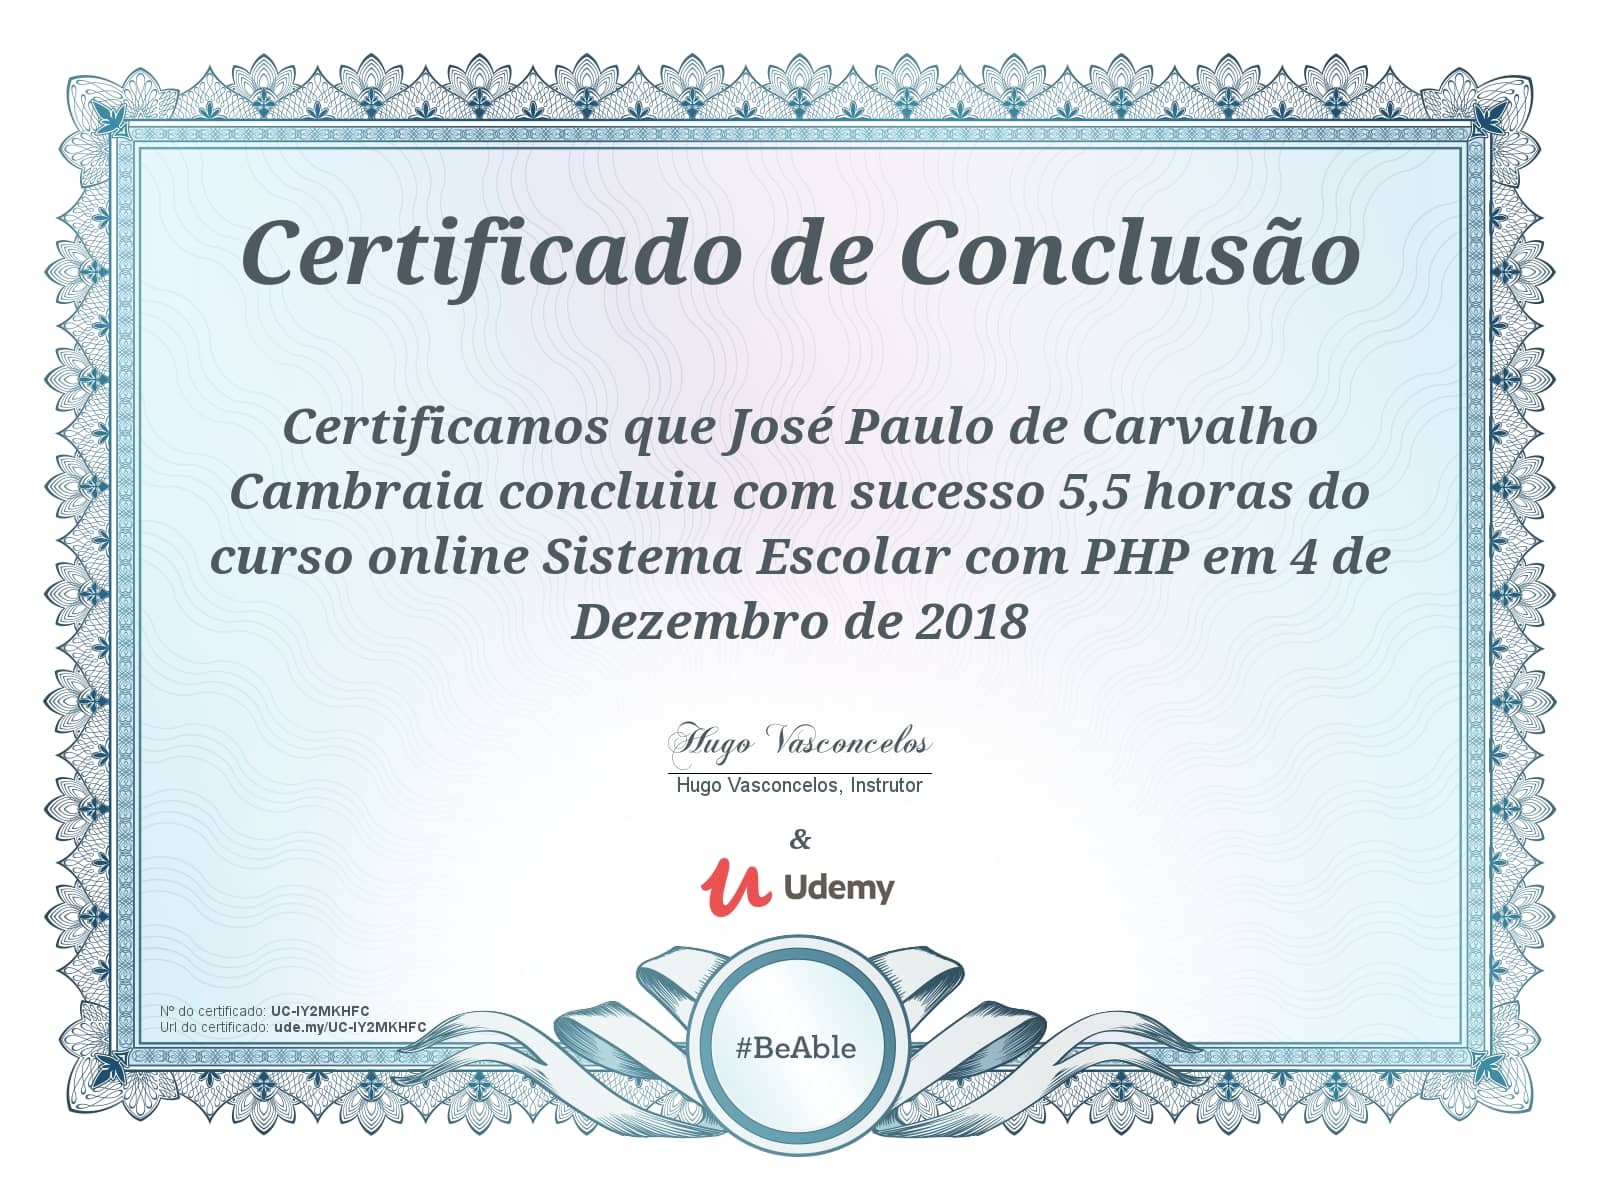 Certificado de Conclusão
Certificamos que José Paulo de Carvalho
Cambraia concluiu com sucesso 5,5 horas do
curso online Sistema Escolar com PHP em 4 de
Dezembro de 2018
Hugo Vasconcelos
Hugo Vasconcelos, Instrutor
&
Udemy
Nº do certificado: UC-IY2MKHFC
Url do certificado: ude.my/UC-IY2MKHFC
#BeAble